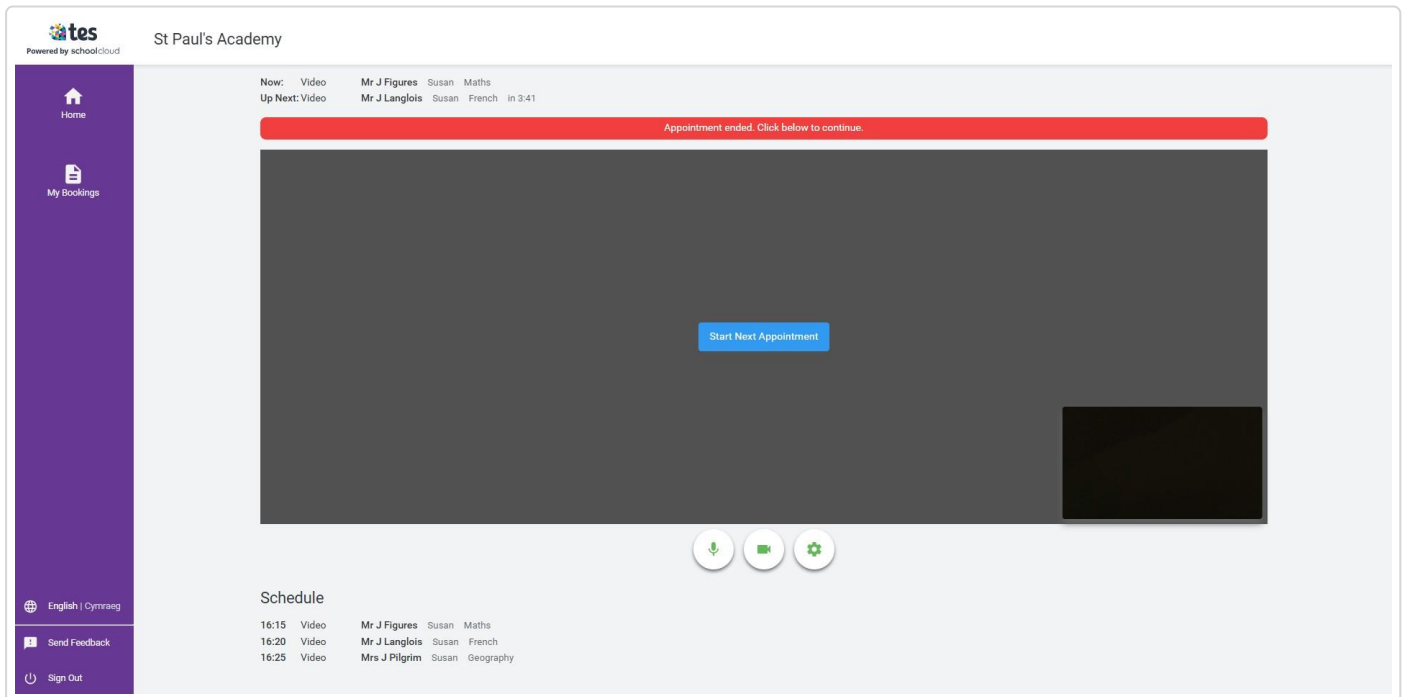 tes
Powered by schoolcloud
St Paul's Academy
Home
My Bookings
English | Cymraeg
Send Feedback
Sign Out
Now: Video Mr J Figures Susan Maths
Up Next: Video Mr J Langlois Susan French in 3:41
Appointment ended. Click below to continue.
Start Next Appointment
Schedule
16:15 Video Mr J Figures Susan Maths
16:20 Video Mr J Langlois Susan French
16:25 Video Mrs J Pilgrim Susan Geography